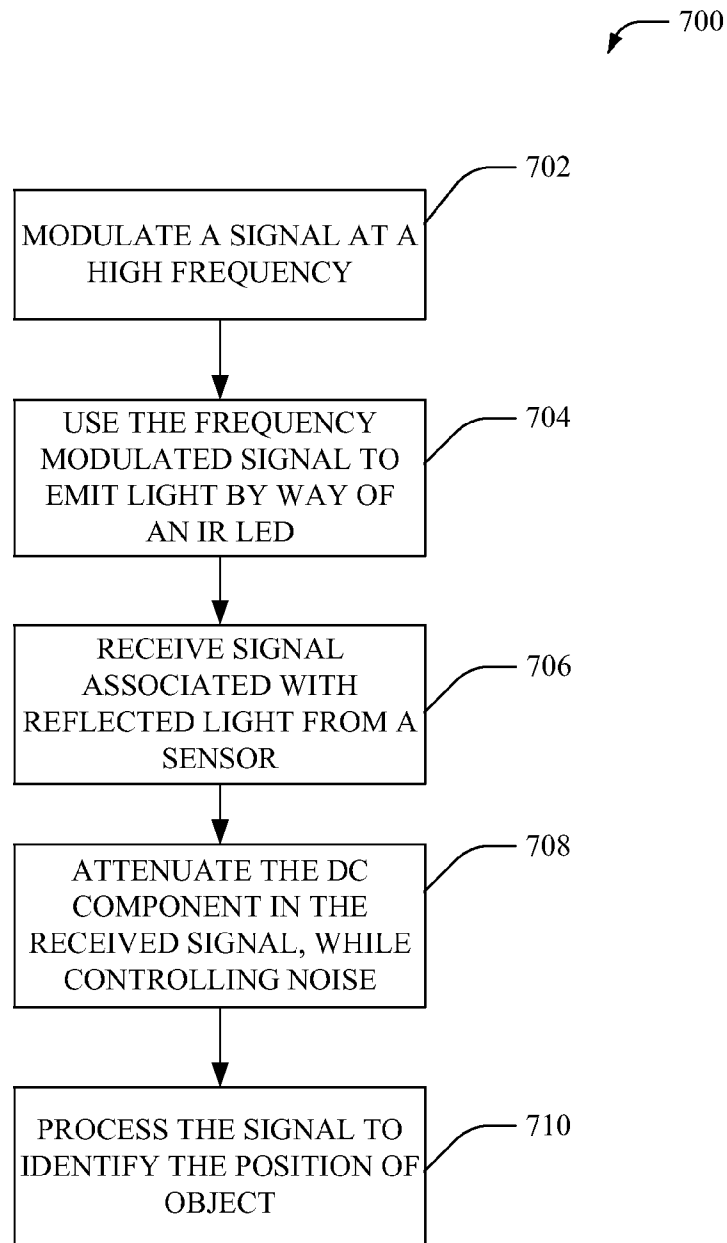 700
702
MODULATE A SIGNAL AT A
HIGH FREQUENCY
704
USE THE FREQUENCY
MODULATED SIGNAL TO
EMIT LIGHT BY WAY OF
AN IR LED
706
RECEIVE SIGNAL
ASSOCIATED WITH
REFLECTED LIGHT FROM A
SENSOR
708
ATTENUATE THE DC
COMPONENT IN THE
RECEIVED SIGNAL, WHILE
CONTROLLING NOISE
710
PROCESS THE SIGNAL TO
IDENTIFY THE POSITION OF
OBJECT